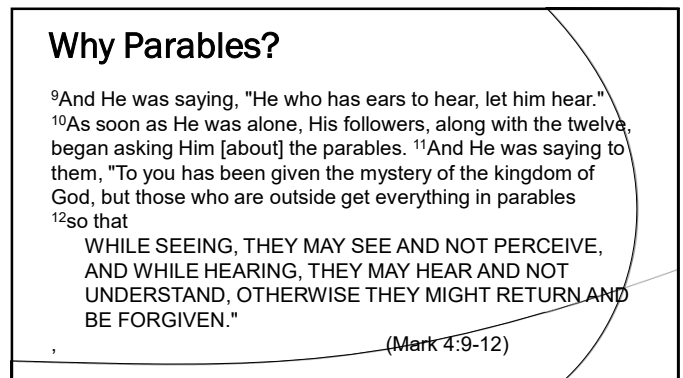 Why Parables?
9And He was saying, "He who has ears to hear, let him hear."
10As soon as He was alone, His followers, along with the twelve,
began asking Him [about] the parables. 11And He was saying to
them, "To you has been given the mystery of the kingdom of
God, but those who are outside get everything in parables
12so that
WHILE SEEING, THEY MAY SEE AND NOT PERCEIVE,
AND WHILE HEARING, THEY MAY HEAR AND NOT
UNDERSTAND, OTHERWISE THEY MIGHT RETURN AND
BE FORGIVEN."
, (Mark 4:9-12)